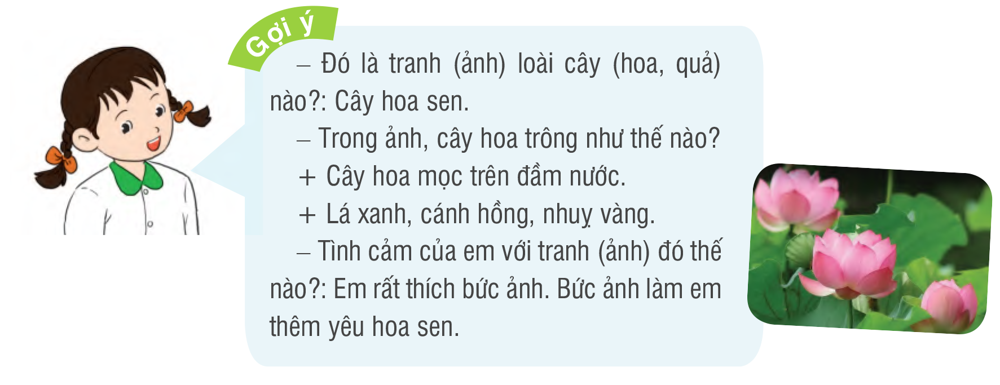 Gợi ý
– Đó là tranh (ảnh) loài cây (hoa, quả)
nào?: Cây hoa sen.
– Trong ảnh, cây hoa trông như thế nào?
+ Cây hoa mọc trên đầm nước.
+ Lá xanh, cánh hồng, nhuỵ vàng.
– Tình cảm của em với tranh (ảnh) đó thế
nào?: Em rất thích bức ảnh. Bức ảnh làm em
thêm yêu hoa sen.